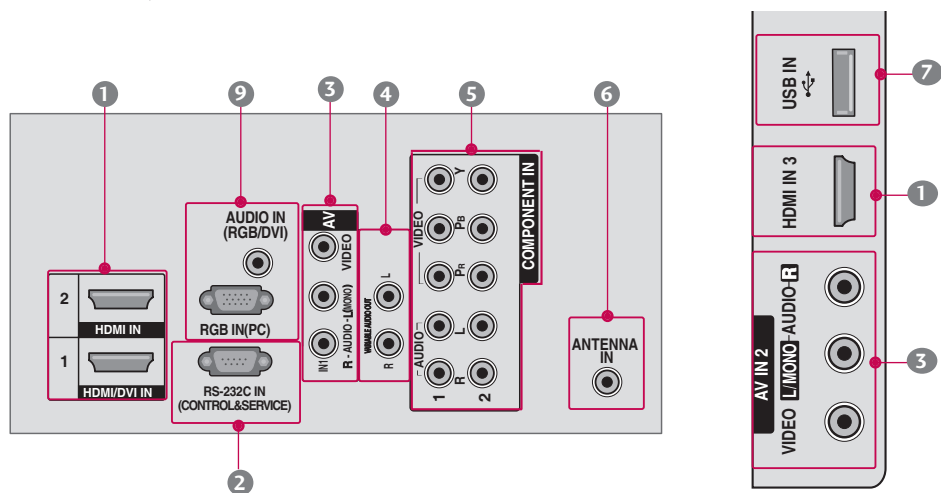 1
9
3
4
5
6
2
HDMI IN
1
HDMI/DVI IN
AUDIO IN
(RGB/DVI)
RGB IN(PC)
RS-232C IN
(CONTROL&SERVICE)
2
AV
VIDEO
R - AUDIO - L(MONO)
IN1
VARIABLE AUDIO OUT
L
R
COMPONENT IN
VIDEO
Y
PB
PR
AUDIO
L
R
1
2
ANTENNA
IN
USB IN
7
HDMI IN 3
1
AV IN 2
VIDEO L/MONO-AUDIO-R
3